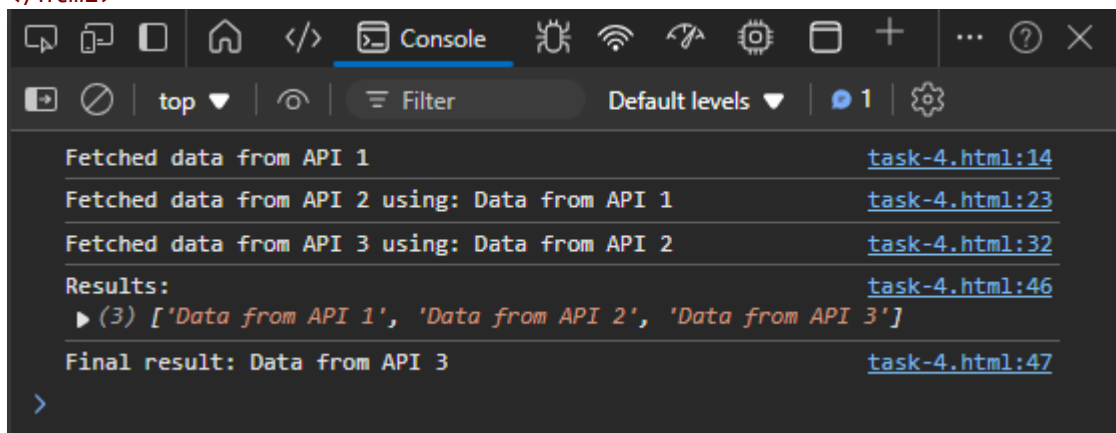 </html>
Console
top Filter Default levels 1
Fetched data from API 1 task-4.html:14
Fetched data from API 2 using: Data from API 1 task-4.html:23
Fetched data from API 3 using: Data from API 2 task-4.html:32
Results: task-4.html:46
(3) ['Data from API 1', 'Data from API 2', 'Data from API 3']
Final result: Data from API 3 task-4.html:47